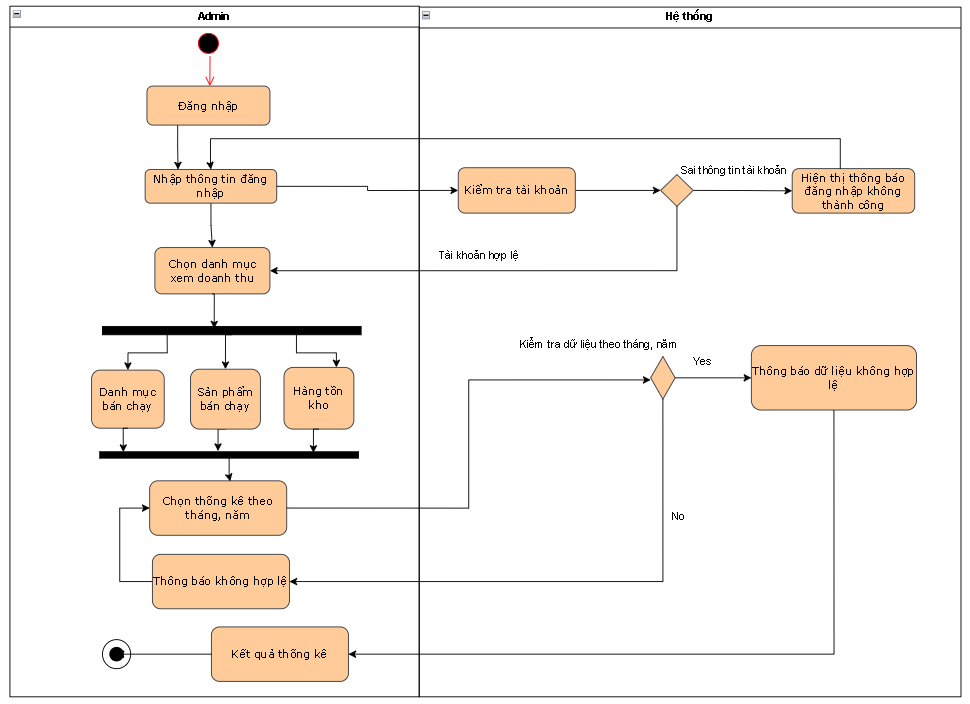 Admin
Hệ thống
Đăng nhập
Nhập thông tin đăng
nhập
Kiểm tra tài khoản
Sai thông tin tài khoản
Hiện thị thông báo
đăng nhập không
thành công
Tài khoản hợp lệ
Chọn danh mục
xem doanh thu
Danh mục
bán chạy
Sản phẩm
bán chạy
Hàng tồn
kho
Kiểm tra dữ liệu theo tháng, năm
Yes
Thông báo dữ liệu không hợp
lệ
Chọn thống kê theo
tháng, năm
No
Thông báo không hợp lệ
Kết quả thống kê